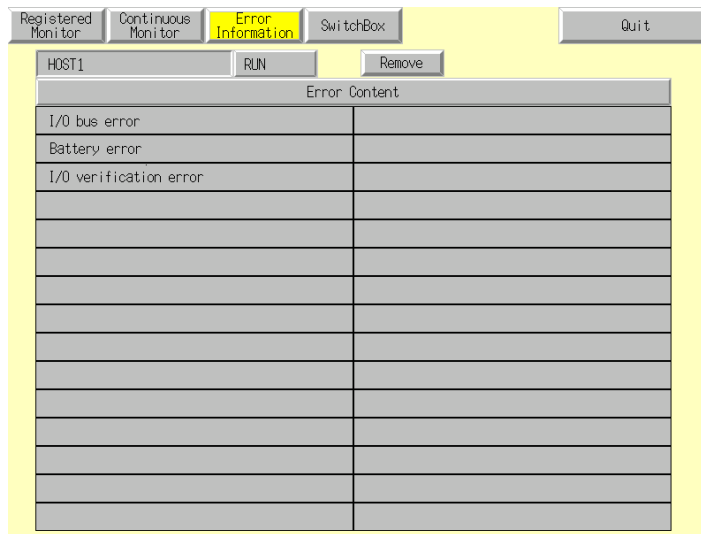 Registered Monitor
Continuous Monitor
Error Information
SwitchBox
Quit
HOST1
RUN
Remove
Error Content
I/O bus error
Battery error
I/O verification error